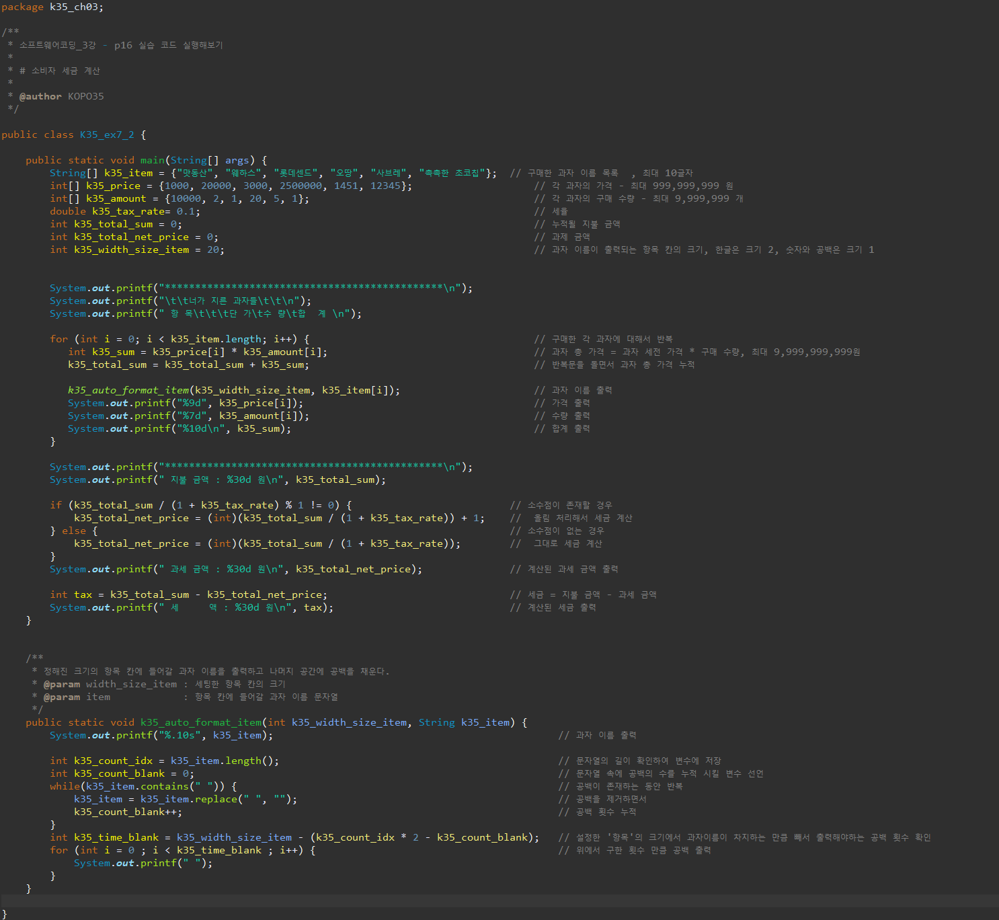 package k35_ch03;
/**
 * 소프트웨어코딩_3강 - p16 실습 코드 실행해보기
 *
 * # 소비자 세금 계산
 *
 * @author KOPO35
 */
public class K35_ex7_2 {
    public static void main(String[] args) {
        String[] k35_item = {"맛동산", "웨하스", "롯데센드", "오땅", "사브레", "촉촉한 초코칩"};  // 구매한 과자 이름 목록  , 최대 10글자
        int[] k35_price = {1000, 20000, 3000, 2500000, 1451, 12345};                    // 각 과자의 가격 - 최대 999,999,999 원
        int[] k35_amount = {10000, 2, 1, 20, 5, 1};                                     // 각 과자의 구매 수량 - 최대 9,999,999 개
        double k35_tax_rate= 0.1;                                                       // 세율
        int k35_total_sum = 0;                                                          // 누적될 지불 금액
        int k35_total_net_price = 0;                                                    // 과제 금액
        int k35_width_size_item = 20;                                                   // 과자 이름이 출력되는 항목 칸의 크기, 한글은 크기 2, 숫자와 공백은 크기 1
        System.out.printf("**********************************************\n");
        System.out.printf("\t\t너가 지른 과자들\t\t\n");
        System.out.printf(" 항 목\t\t\t단 가\t수 량\t합  계 \n");
        for (int i = 0; i < k35_item.length; i++) {                                     // 구매한 각 과자에 대해서 반복
           int k35_sum = k35_price[i] * k35_amount[i];                                  // 과자 총 가격 = 과자 세전 가격 * 구매 수량, 최대 9,999,999,999원
           k35_total_sum = k35_total_sum + k35_sum;                                     // 반복문을 돌면서 과자 총 가격 누적
           k35_auto_format_item(k35_width_size_item, k35_item[i]);                      // 과자 이름 출력
           System.out.printf("%9d", k35_price[i]);                                      // 가격 출력
           System.out.printf("%7d", k35_amount[i]);                                     // 수량 출력
           System.out.printf("%10d\n", k35_sum);                                        // 합계 출력
        }
        System.out.printf("**********************************************\n");
        System.out.printf(" 지불 금액 : %30d 원\n", k35_total_sum);
        if (k35_total_sum / (1 + k35_tax_rate) % 1 != 0) {                          // 소수점이 존재할 경우
            k35_total_net_price = (int)(k35_total_sum / (1 + k35_tax_rate)) + 1;    //  올림 처리해서 세금 계산
        } else {                                                                    // 소수점이 없는 경우
            k35_total_net_price = (int)(k35_total_sum / (1 + k35_tax_rate));        //  그대로 세금 계산
        }
        System.out.printf(" 과세 금액 : %30d 원\n", k35_total_net_price);               // 계산된 과세 금액 출력
        int tax = k35_total_sum - k35_total_net_price;                              // 세금 = 지불 금액 - 과세 금액
        System.out.printf(" 세     액 : %30d 원\n", tax);                             // 계산된 세금 출력
    }
    /**
     * 정해진 크기의 항목 칸에 들어갈 과자 이름을 출력하고 나머지 공간에 공백을 채운다.
     * @param width_size_item : 세팅한 항목 칸의 크기
     * @param item            : 항목 칸에 들어갈 과자 이름 문자열
     */
    public static void k35_auto_format_item(int k35_width_size_item, String k35_item) {
        System.out.printf("%.10s", k35_item);                                               // 과자 이름 출력
        int k35_count_idx = k35_item.length();                                              // 문자열의 길이 확인하여 변수에 저장
        int k35_count_blank = 0;                                                            // 문자열 속에 공백의 수를 누적 시킬 변수 선언
        while(k35_item.contains(" ")) {                                                     // 공백이 존재하는 동안 반복
            k35_item = k35_item.replace(" ", "");                                           // 공백을 제거하면서
            k35_count_blank++;                                                              // 공백 횟수 누적
        }
        int k35_time_blank = k35_width_size_item - (k35_count_idx * 2 - k35_count_blank);   // 설정한 '항목'의 크기에서 과자이름이 차지하는 만큼 빼서 출력해야하는 공백 횟수 확인
        for (int i = 0 ; i < k35_time_blank ; i++) {                                        // 위에서 구한 횟수 만큼 공백 출력
            System.out.printf(" ");
        }
    }
}